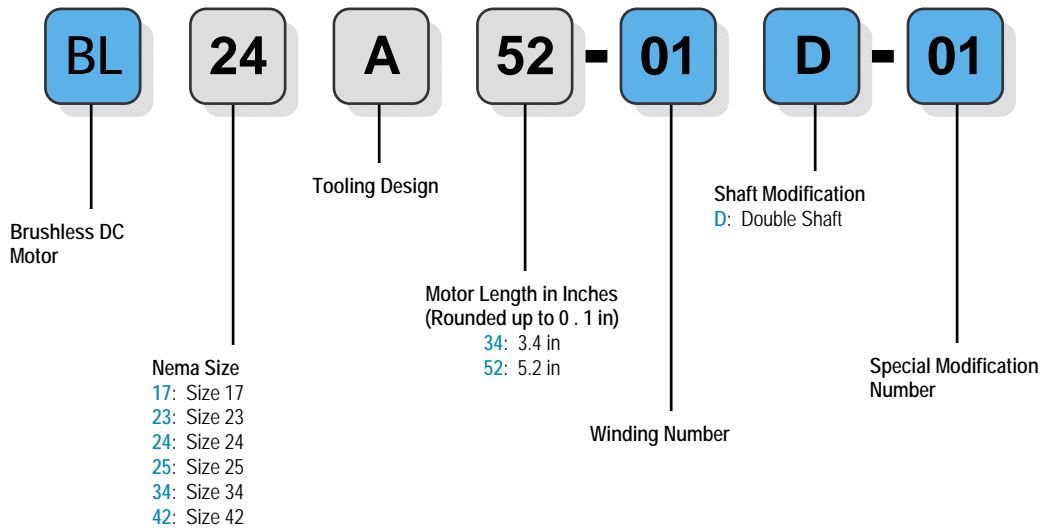 BL 24 A 52 - 01 D - 01
Tooling Design
Shaft Modification
D: Double Shaft
Brushless DC
Motor
Motor Length in Inches
(Rounded up to 0 . 1 in)
34: 3.4 in
52: 5.2 in
Nema Size
17: Size 17
23: Size 23
24: Size 24
25: Size 25
34: Size 34
42: Size 42
Special Modification
Number
Winding Number